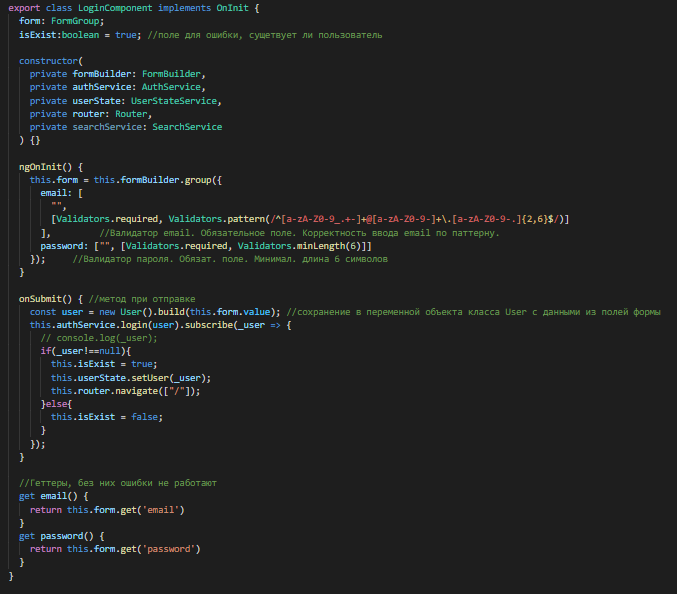 export class LoginComponent implements OnInit {
  form: FormGroup;
  isExist:boolean = true; //поле для ошибки, сущетвует ли пользователь

  constructor(
    private formBuilder: FormBuilder,
    private authService: AuthService,
    private userState: UserStateService,
    private router: Router,
    private searchService: SearchService
  ) {}

  ngOnInit() {
    this.form = this.formBuilder.group({
      email: [
        "",
        [Validators.required, Validators.pattern(/^[a-zA-Z0-9_.+-]+@[a-zA-Z0-9-]+\.[a-zA-Z0-9-.]{2,6}$/)]
      ],         //Валидатор email. Обязательное поле. Корректность ввода email по паттерну.
      password: ["", [Validators.required, Validators.minLength(6)]]
    });     //Валидатор пароля. Обязат. поле. Минимал. длина 6 символов
  }

  onSubmit() { //метод при отправке
    const user = new User().build(this.form.value); //сохранение в переменной объекта класса User с данными из полей формы
    this.authService.login(user).subscribe(_user => {
      // console.log(_user);
      if(_user!==null){
        this.isExist = true;
        this.userState.setUser(_user);
        this.router.navigate(["/"]);
      }else{
        this.isExist = false;
      }
    });
  }

  //Геттеры, без них ошибки не работают
  get email() {
    return this.form.get('email')
  }
  get password() {
    return this.form.get('password')
  }
}